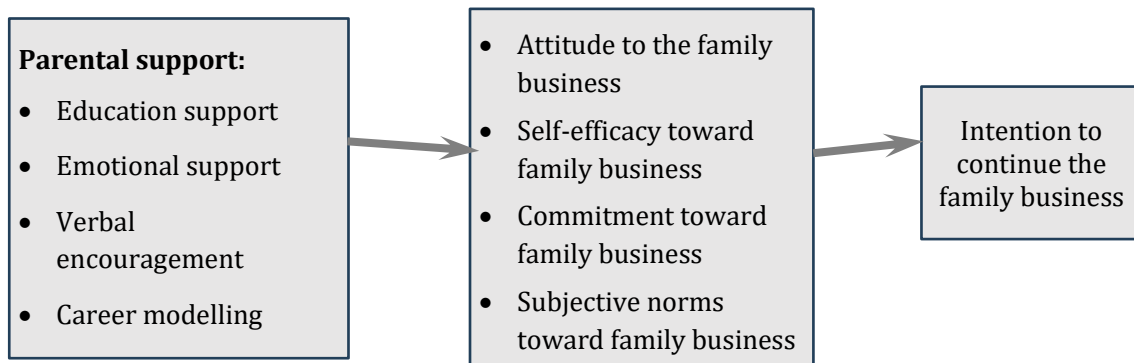 Parental support:
• Education support
• Emotional support
• Verbal
encouragement
• Career modelling
• Attitude to the family
business
• Self-efficacy toward
family business
• Commitment toward
family business
• Subjective norms
toward family business
Intention to
continue the
family business